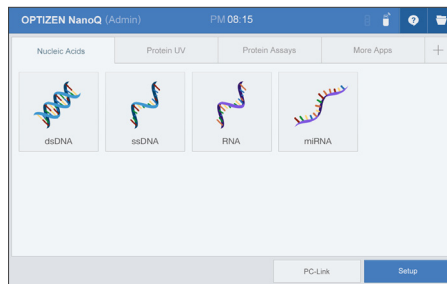 OPTIZEN NanoQ (Admin) PM 08:15
Nucleic Acids Protein UV Protein Assays More Apps
dsDNA ssDNA RNA miRNA
PC-Link Setup